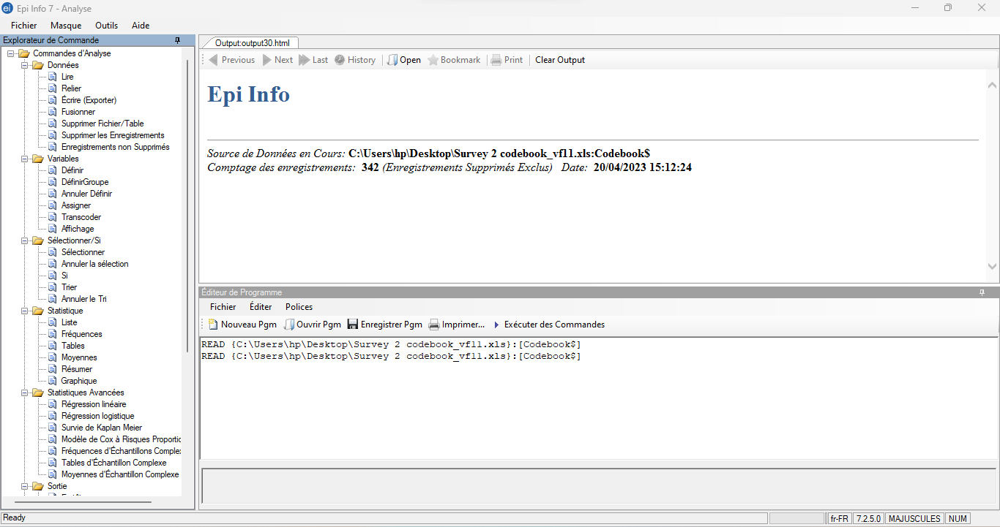 Epi Info 7 - Analyse
Fichier Masque Outils Aide
Explorateur de Commande
Commandes d'Analyse
Données
Lire
Relier
Écrire (Exporter)
Fusionner
Supprimer Fichier/Table
Supprimer les Enregistrements
Enregistrements non Supprimés
Variables
Définir
DéfinirGroupe
Annuler Définir
Assigner
Transcoder
Affichage
Sélectionner/Si
Sélectionner
Annuler la sélection
Si
Trier
Annuler le Tri
Statistique
Liste
Fréquences
Tables
Moyennes
Résumer
Graphique
Statistiques Avancées
Régression linéaire
Régression logistique
Survie de Kaplan Meier
Modèle de Cox à Risques Proportic
Fréquences d'Échantillons Comple
Tables d'Échantillon Complexe
Moyennes d'Échantillon Complexe
Sortie
Output:output30.html
Previous Next Last History Open Bookmark Print Clear Output
Epi Info
Source de Données en Cours: C:\Users\hp\Desktop\Survey 2 codebook_vf11.xls:Codebook$
Comptage des enregistrements: 342 (Enregistrements Supprimés Exclus) Date: 20/04/2023 15:12:24
Éditeur de Programme
Fichier Éditer Polices
Nouveau Pgm Ouvrir Pgm Enregistrer Pgm Imprimer... Exécuter des Commandes
READ {C:\Users\hp\Desktop\Survey 2 codebook_vf11.xls}:[Codebook$]
READ {C:\Users\hp\Desktop\Survey 2 codebook_vf11.xls}:[Codebook$]
Ready
fr-FR 7.2.5.0 MAJUSCULES NUM